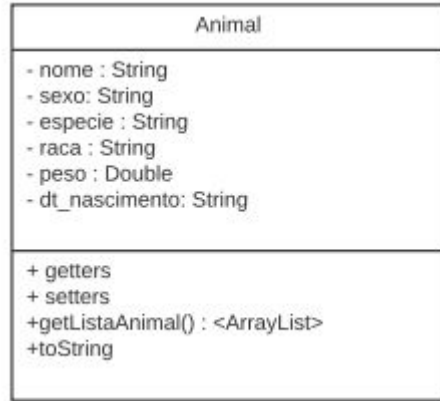 Animal
- nome : String
- sexo: String
- especie : String
- raca : String
- peso : Double
- dt_nascimento: String
+ getters
+ setters
+getListaAnimal() : <ArrayList>
+toString